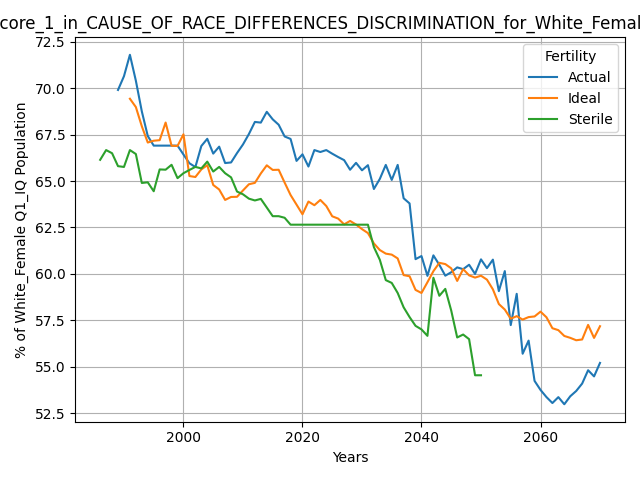 core_1_in_CAUSE_OF_RACE_DIFFERENCES_DISCRIMINATION_for_White_Femal
72.5
70.0
67.5
65.0
62.5
60.0
57.5
55.0
52.5
% of White_Female Q1_IQ Population
Fertility
Actual
Ideal
Sterile
2000
2020
2040
2060
Years